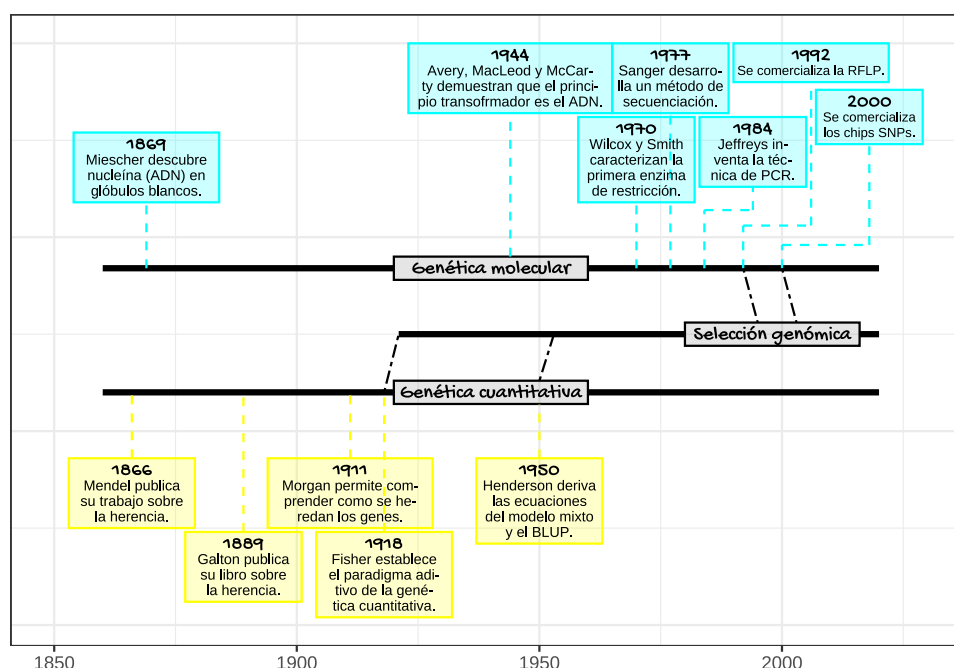 1944
Avery, MacLeod y McCar-
ty demuestran que el princi-
pio transofrmador es el ADN.
1977
Sanger desarro-
lla un método de
secuenciación.
1992
Se comercializa la RFLP.
2000
Se comercializa
los chips SNPs.
1869
Miescher descubre
nucleína (ADN) en
glóbulos blancos.
1970
Wilcox y Smith
caracterizan la
primera enzima
de restricción.
1984
Jeffreys in-
venta la téc-
nica de PCR.
Genética molecular
Selección genómica
Genética cuantitativa
1866
Mendel publica
su trabajo sobre
la herencia.
1889
Galton publica
su libro sobre
la herencia.
1911
Morgan permite com-
prender como se he-
redan los genes.
1918
Fisher establece
el paradigma adi-
tivo de la gené-
tica cuantitativa.
1950
Henderson deriva
las ecuaciones
del modelo mixto
y el BLUP.
1850
1900
1950
2000